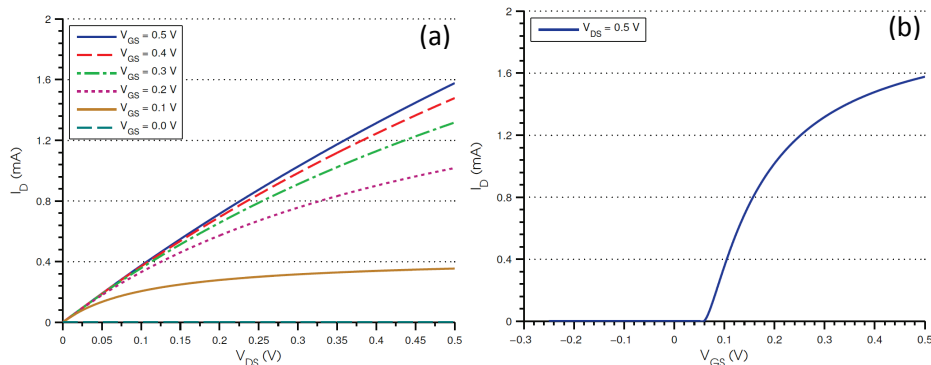 (a)
V_GS = 0.5 V
V_GS = 0.4 V
V_GS = 0.3 V
V_GS = 0.2 V
V_GS = 0.1 V
V_GS = 0.0 V
I_D (mA)
2
1.6
1.2
0.8
0.4
0
0 0.05 0.1 0.15 0.2 0.25 0.3 0.35 0.4 0.45 0.5
V_DS (V)
(b)
V_DS = 0.5 V
I_D (mA)
2
1.6
1.2
0.8
0.4
0
−0.3 −0.2 −0.1 0 0.1 0.2 0.3 0.4 0.5
V_GS (V)